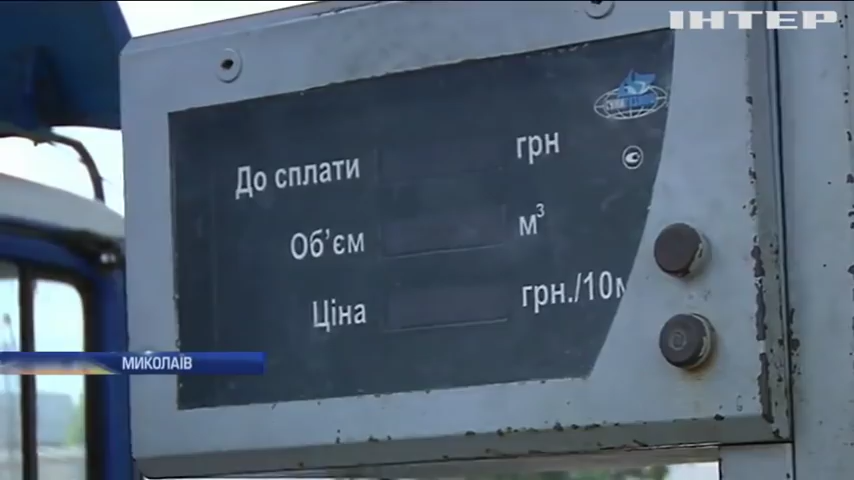 ІНТЕР
До сплати грн
Об'єм м³
Ціна грн./10м
МИКОЛАЇВ